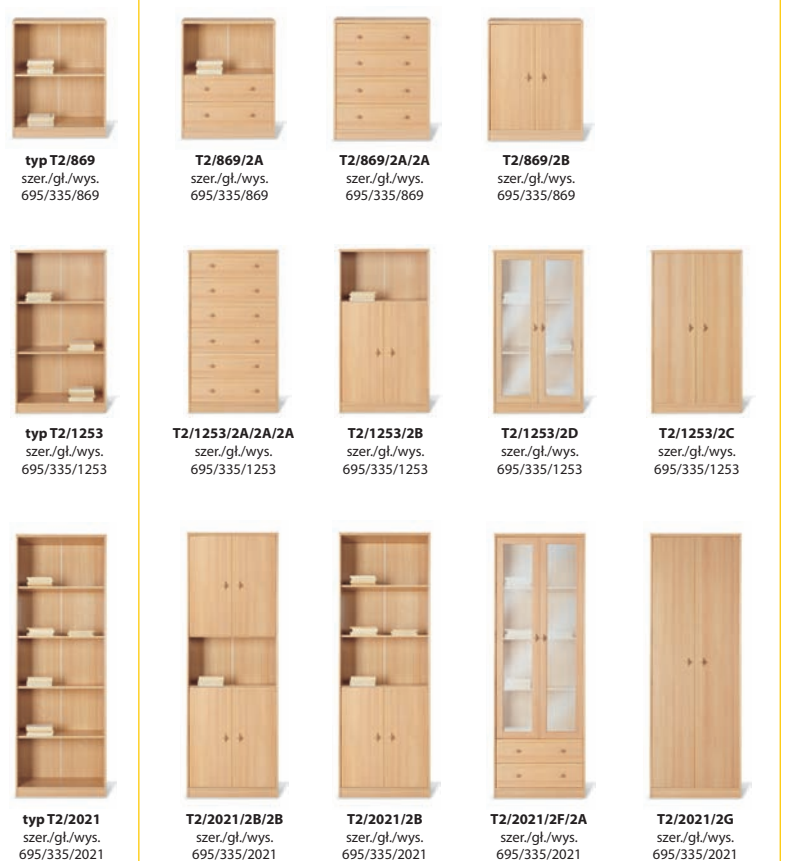 typ T2/869
szer./gł./wys.
695/335/869
T2/869/2A
szer./gł./wys.
695/335/869
T2/869/2A/2A
szer./gł./wys.
695/335/869
T2/869/2B
szer./gł./wys.
695/335/869
typ T2/1253
szer./gł./wys.
695/335/1253
T2/1253/2A/2A/2A
szer./gł./wys.
695/335/1253
T2/1253/2B
szer./gł./wys.
695/335/1253
T2/1253/2D
szer./gł./wys.
695/335/1253
T2/1253/2C
szer./gł./wys.
695/335/1253
typ T2/2021
szer./gł./wys.
695/335/2021
T2/2021/2B/2B
szer./gł./wys.
695/335/2021
T2/2021/2B
szer./gł./wys.
695/335/2021
T2/2021/2F/2A
szer./gł./wys.
695/335/2021
T2/2021/2G
szer./gł./wys.
695/335/2021